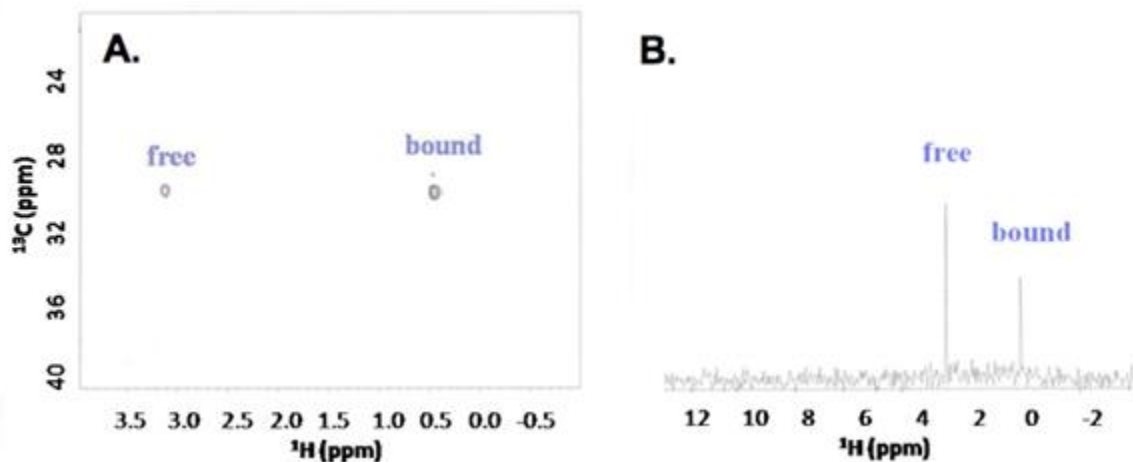 A.
24
28
32
36
40
¹³C (ppm)
free
bound
3.5 3.0 2.5 2.0 1.5 1.0 0.5 0.0 -0.5
¹H (ppm)
B.
free
bound
12 10 8 6 4 2 0 -2
¹H (ppm)